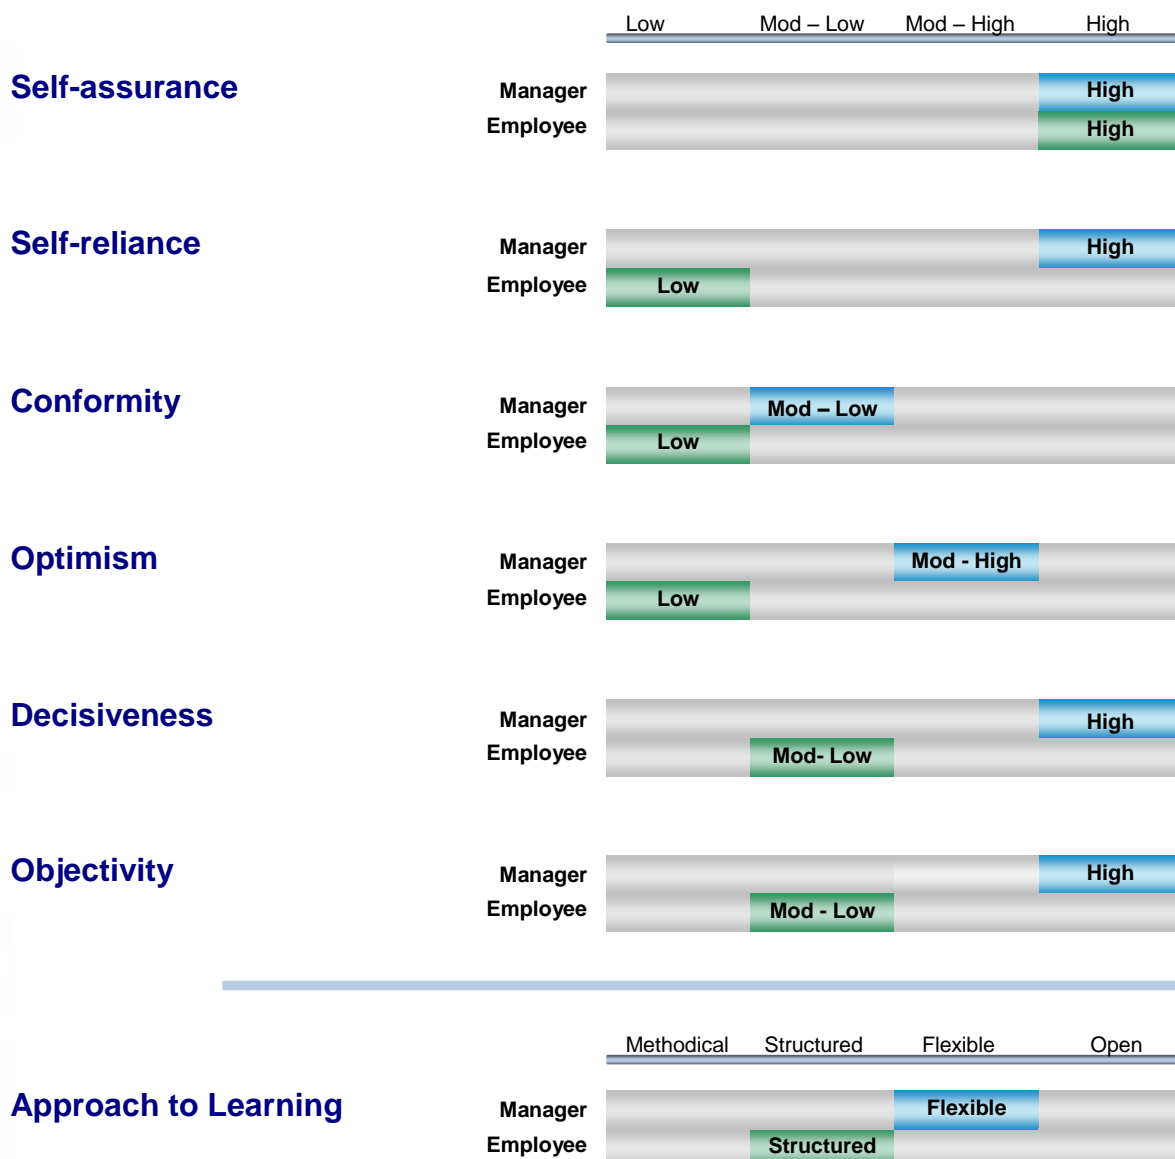 Low Mod – Low Mod – High High
Self-assurance Manager High
Employee High
Self-reliance Manager High
Employee Low
Conformity Manager Mod – Low
Employee Low
Optimism Manager Mod - High
Employee Low
Decisiveness Manager High
Employee Mod- Low
Objectivity Manager High
Employee Mod - Low
Methodical Structured Flexible Open
Approach to Learning Manager Flexible
Employee Structured